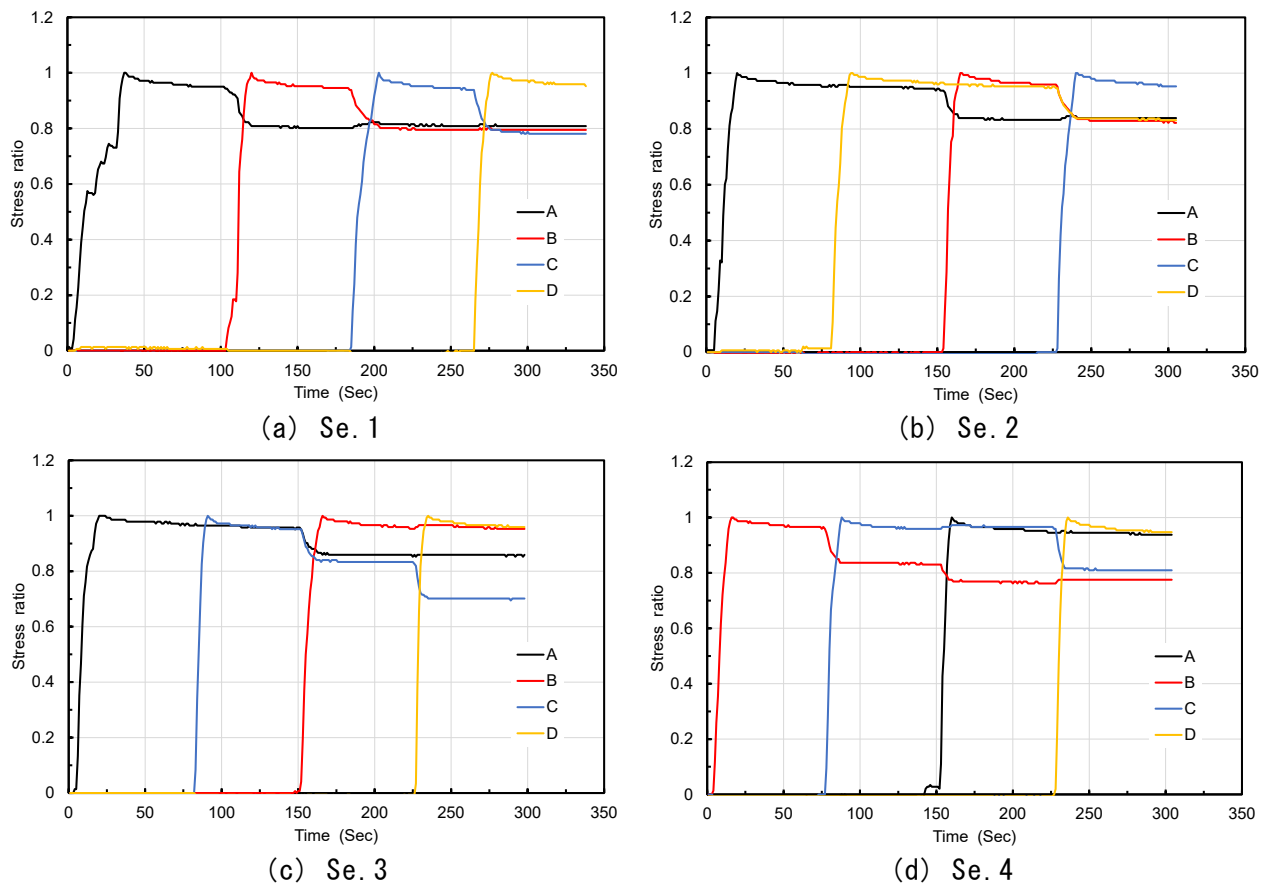 1.2
1
0.8
0.6
0.4
0.2
0
Stress ratio
0 50 100 150 200 250 300 350
Time (Sec)
A
B
C
D
(a) Se.1
1.2
1
0.8
0.6
0.4
0.2
0
Stress ratio
0 50 100 150 200 250 300 350
Time (Sec)
A
B
C
D
(b) Se.2
1.2
1
0.8
0.6
0.4
0.2
0
Stress ratio
0 50 100 150 200 250 300 350
Time (Sec)
A
B
C
D
(c) Se.3
1.2
1
0.8
0.6
0.4
0.2
0
Stress ratio
0 50 100 150 200 250 300 350
Time (Sec)
A
B
C
D
(d) Se.4